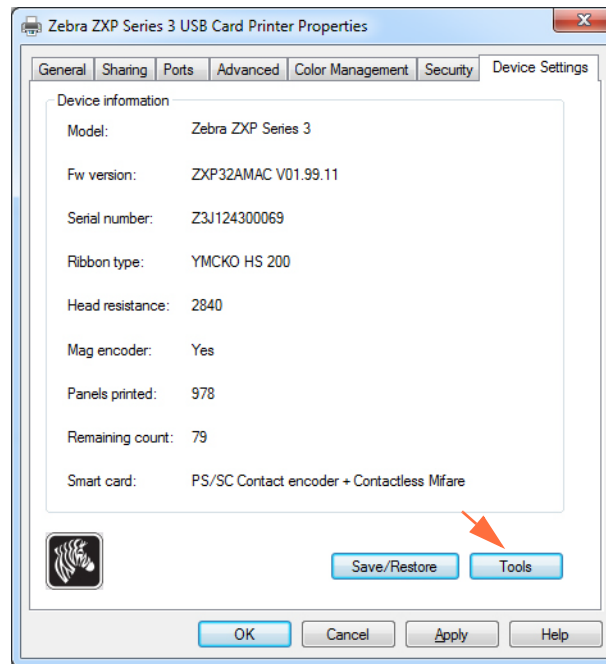 Zebra ZXP Series 3 USB Card Printer Properties
General Sharing Ports Advanced Color Management Security Device Settings
Device information
Model: Zebra ZXP Series 3
Fw version: ZXP32AMAC V01.99.11
Serial number: Z3J124300069
Ribbon type: YMCKO HS 200
Head resistance: 2840
Mag encoder: Yes
Panels printed: 978
Remaining count: 79
Smart card: PS/SC Contact encoder + Contactless Mifare
Save/Restore Tools
OK Cancel Apply Help